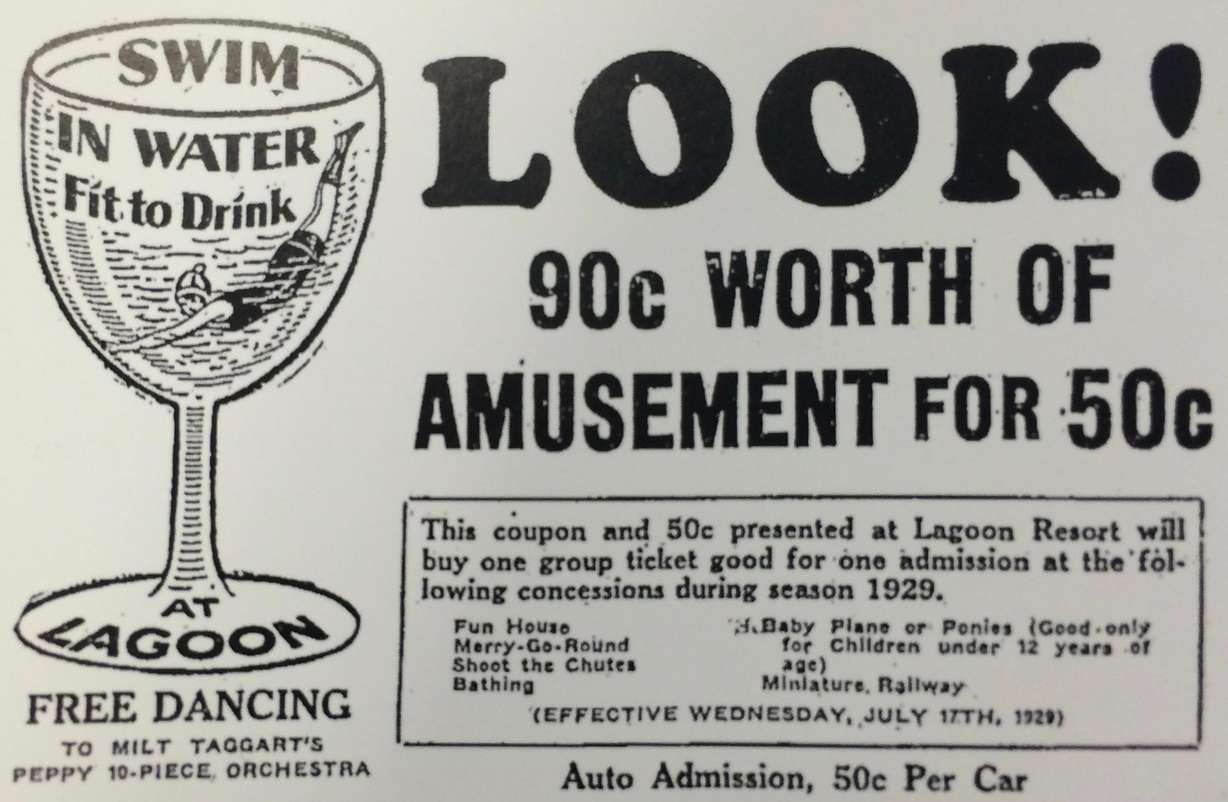 SWIM
IN WATER
Fit to Drink
AT
LAGOON
FREE DANCING
TO MILT TAGGART'S
PEPPY 10-PIECE ORCHESTRA
LOOK!
90c WORTH OF
AMUSEMENT FOR 50c
This coupon and 50c presented at Lagoon Resort will
buy one group ticket good for one admission at the fol-
lowing concessions during season 1929.
Fun House
Merry-Go-Round
Shoot the Chutes
Bathing
Baby Plane or Ponies (Good only
for Children under 12 years of
age)
Miniature Railway
(EFFECTIVE WEDNESDAY, JULY 17TH, 1929)
Auto Admission, 50c Per Car